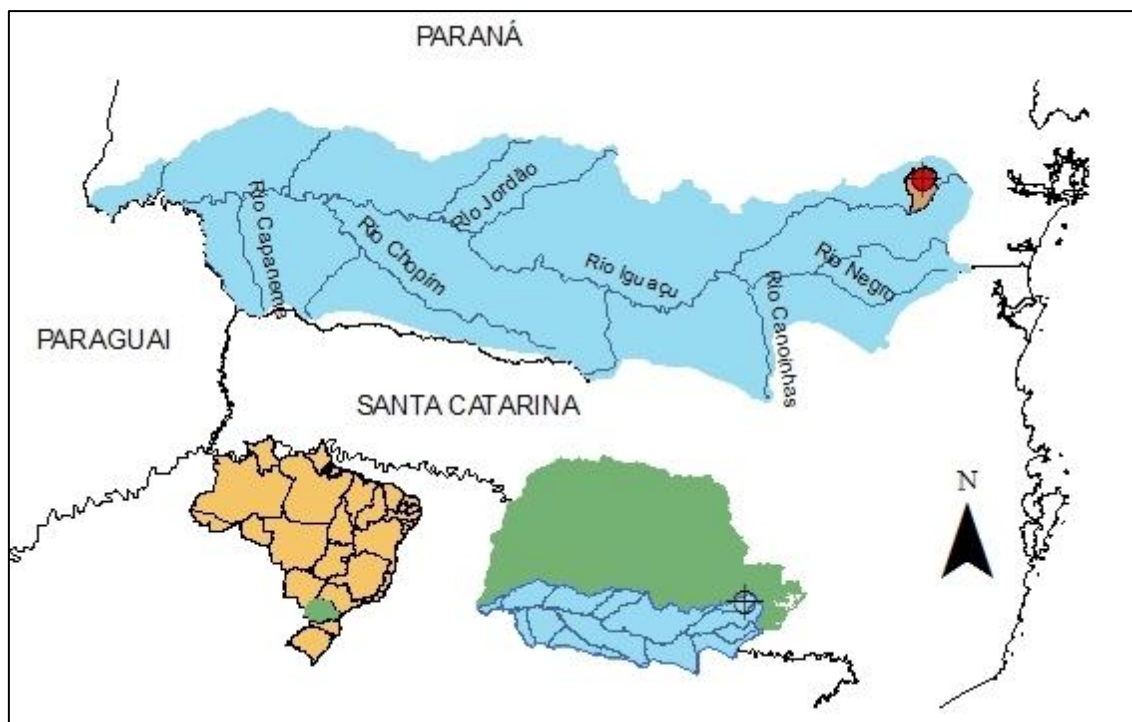 PARANÁ
Rio Jordão
Rio Capanema
Rio Chopim
Rio Iguaçu
Rio Negro
Rio Canoinhas
PARAGUAI
SANTA CATARINA
N